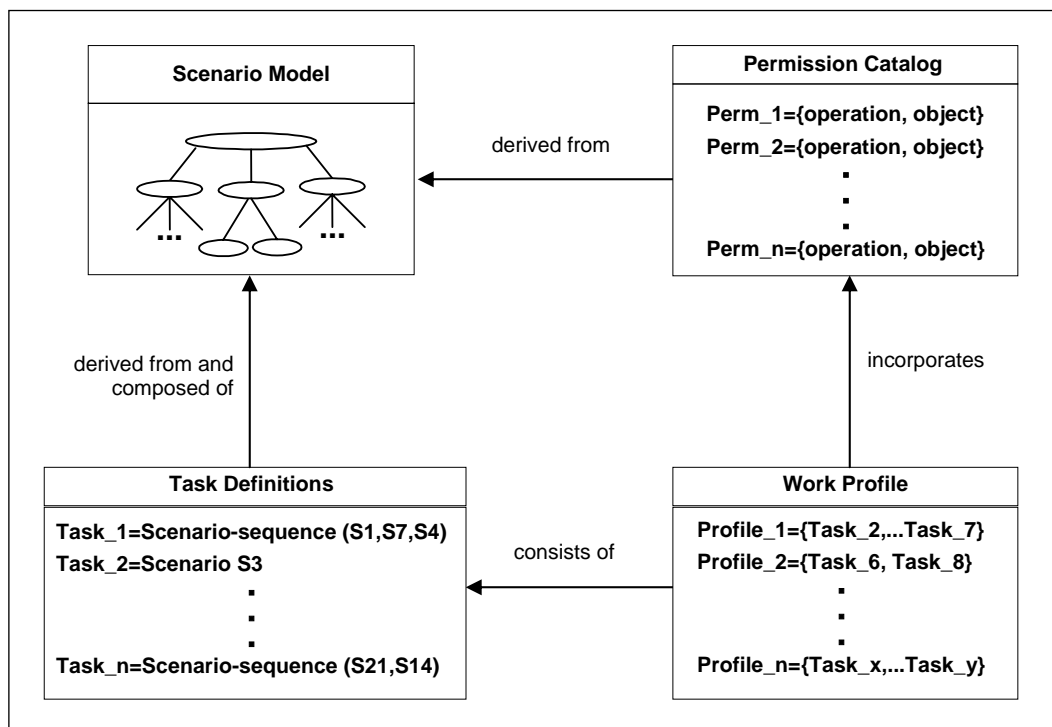 Scenario Model
...
...
Permission Catalog
Perm_1={operation, object}
Perm_2={operation, object}
.
.
.
Perm_n={operation, object}
derived from
derived from and
composed of
incorporates
Task Definitions
Task_1=Scenario-sequence (S1,S7,S4)
Task_2=Scenario S3
.
.
.
Task_n=Scenario-sequence (S21,S14)
consists of
Work Profile
Profile_1={Task_2,...Task_7}
Profile_2={Task_6, Task_8}
.
.
.
Profile_n={Task_x,...Task_y}